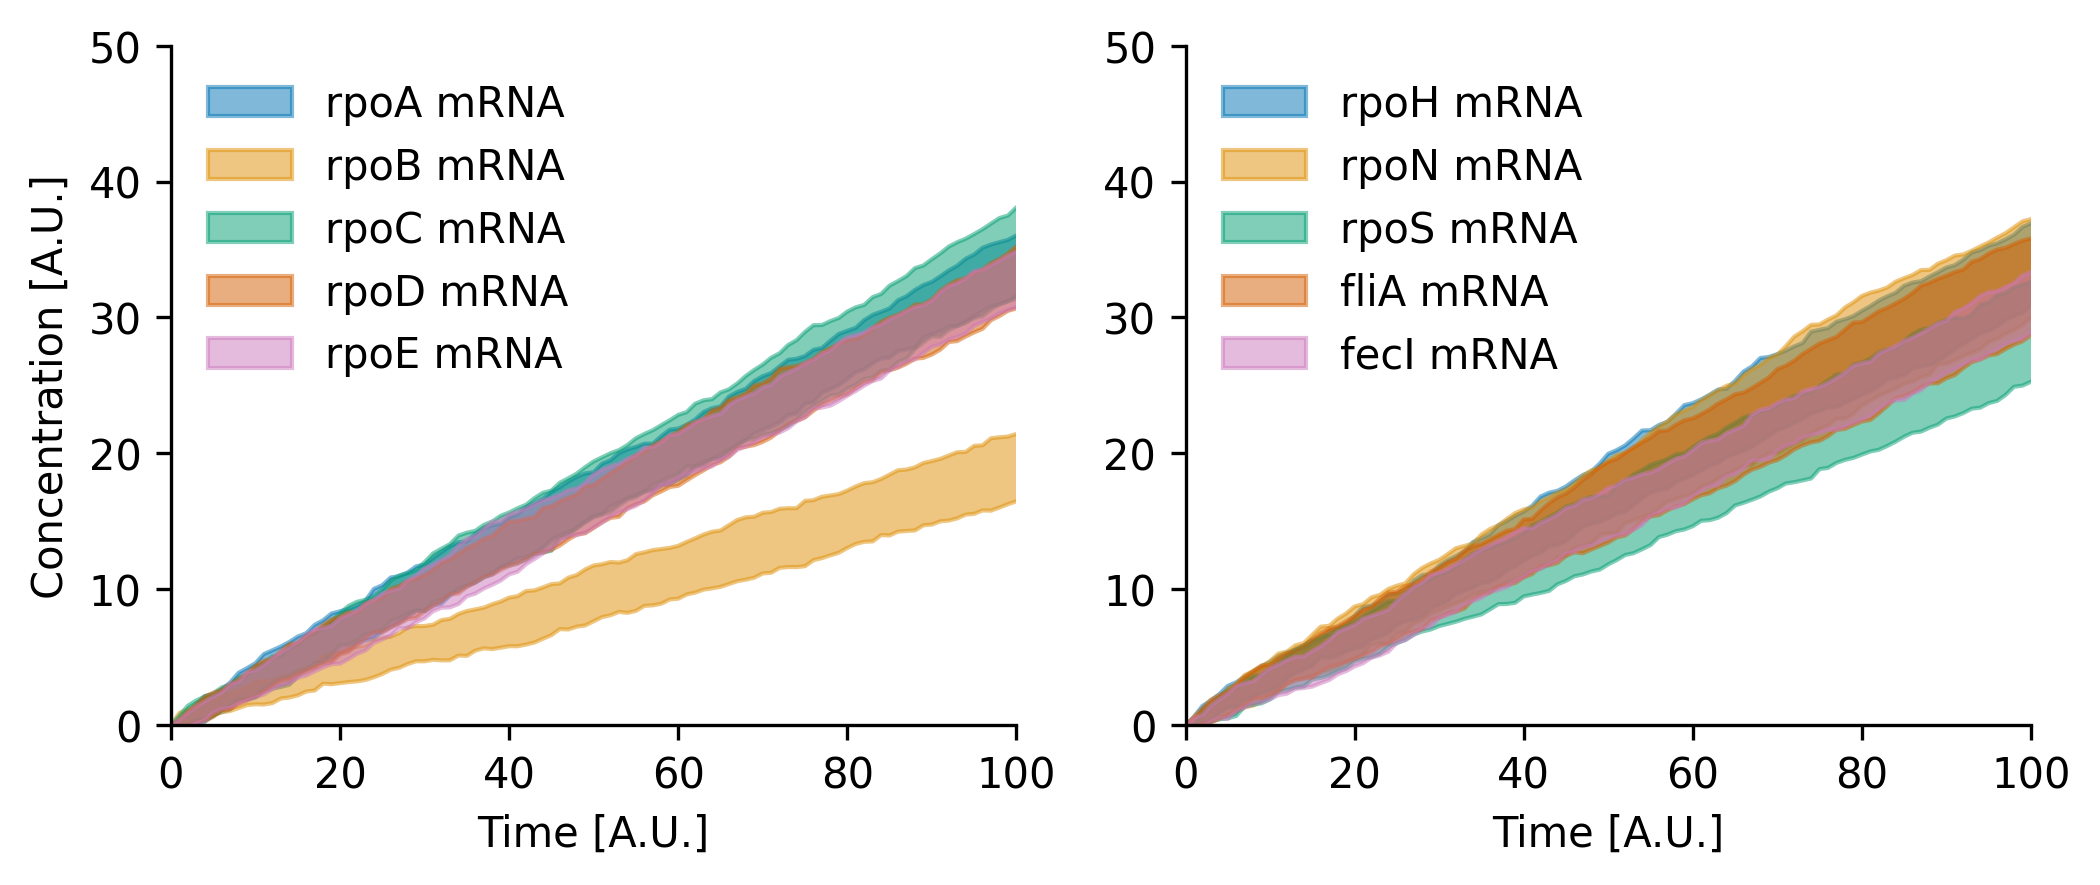 50
40
30
20
10
0
Concentration [A.U.]
rpoA mRNA
rpoB mRNA
rpoC mRNA
rpoD mRNA
rpoE mRNA
0 20 40 60 80 100
Time [A.U.]
50
40
30
20
10
0
rpoH mRNA
rpoN mRNA
rpoS mRNA
fliA mRNA
fecI mRNA
0 20 40 60 80 100
Time [A.U.]